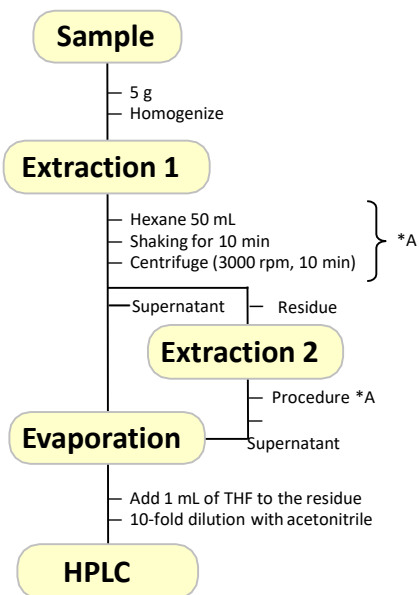 Sample
5 g
Homogenize
Extraction 1
Hexane 50 mL
Shaking for 10 min
Centrifuge (3000 rpm, 10 min)
*A
Supernatant
Residue
Extraction 2
Procedure *A
Supernatant
Evaporation
Add 1 mL of THF to the residue
10-fold dilution with acetonitrile
HPLC